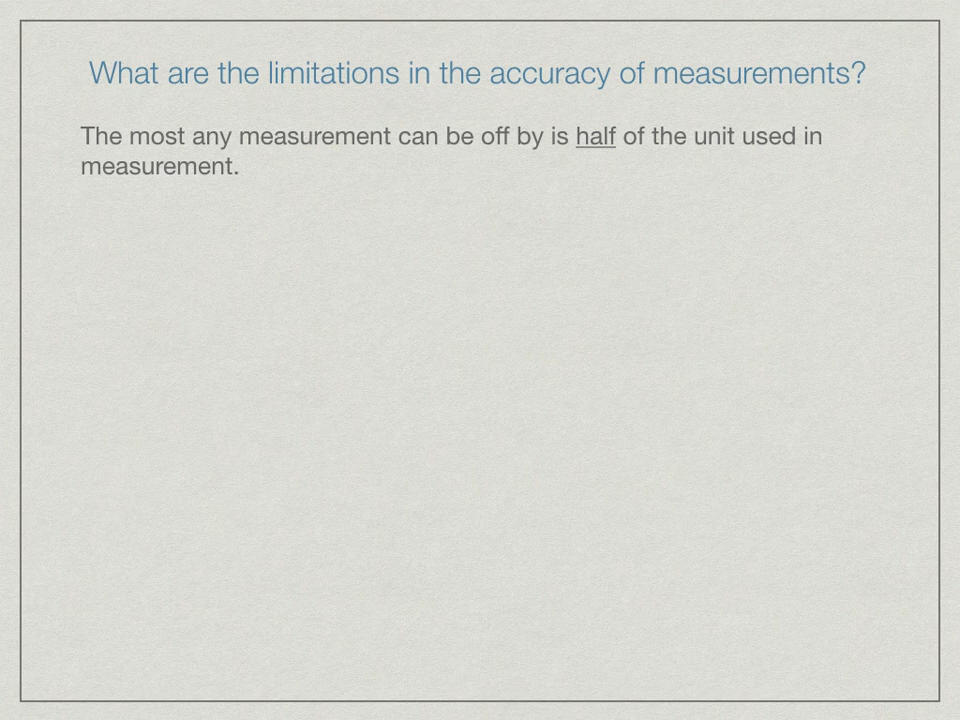 What are the limitations in the accuracy of measurements?
The most any measurement can be off by is half of the unit used in
measurement.